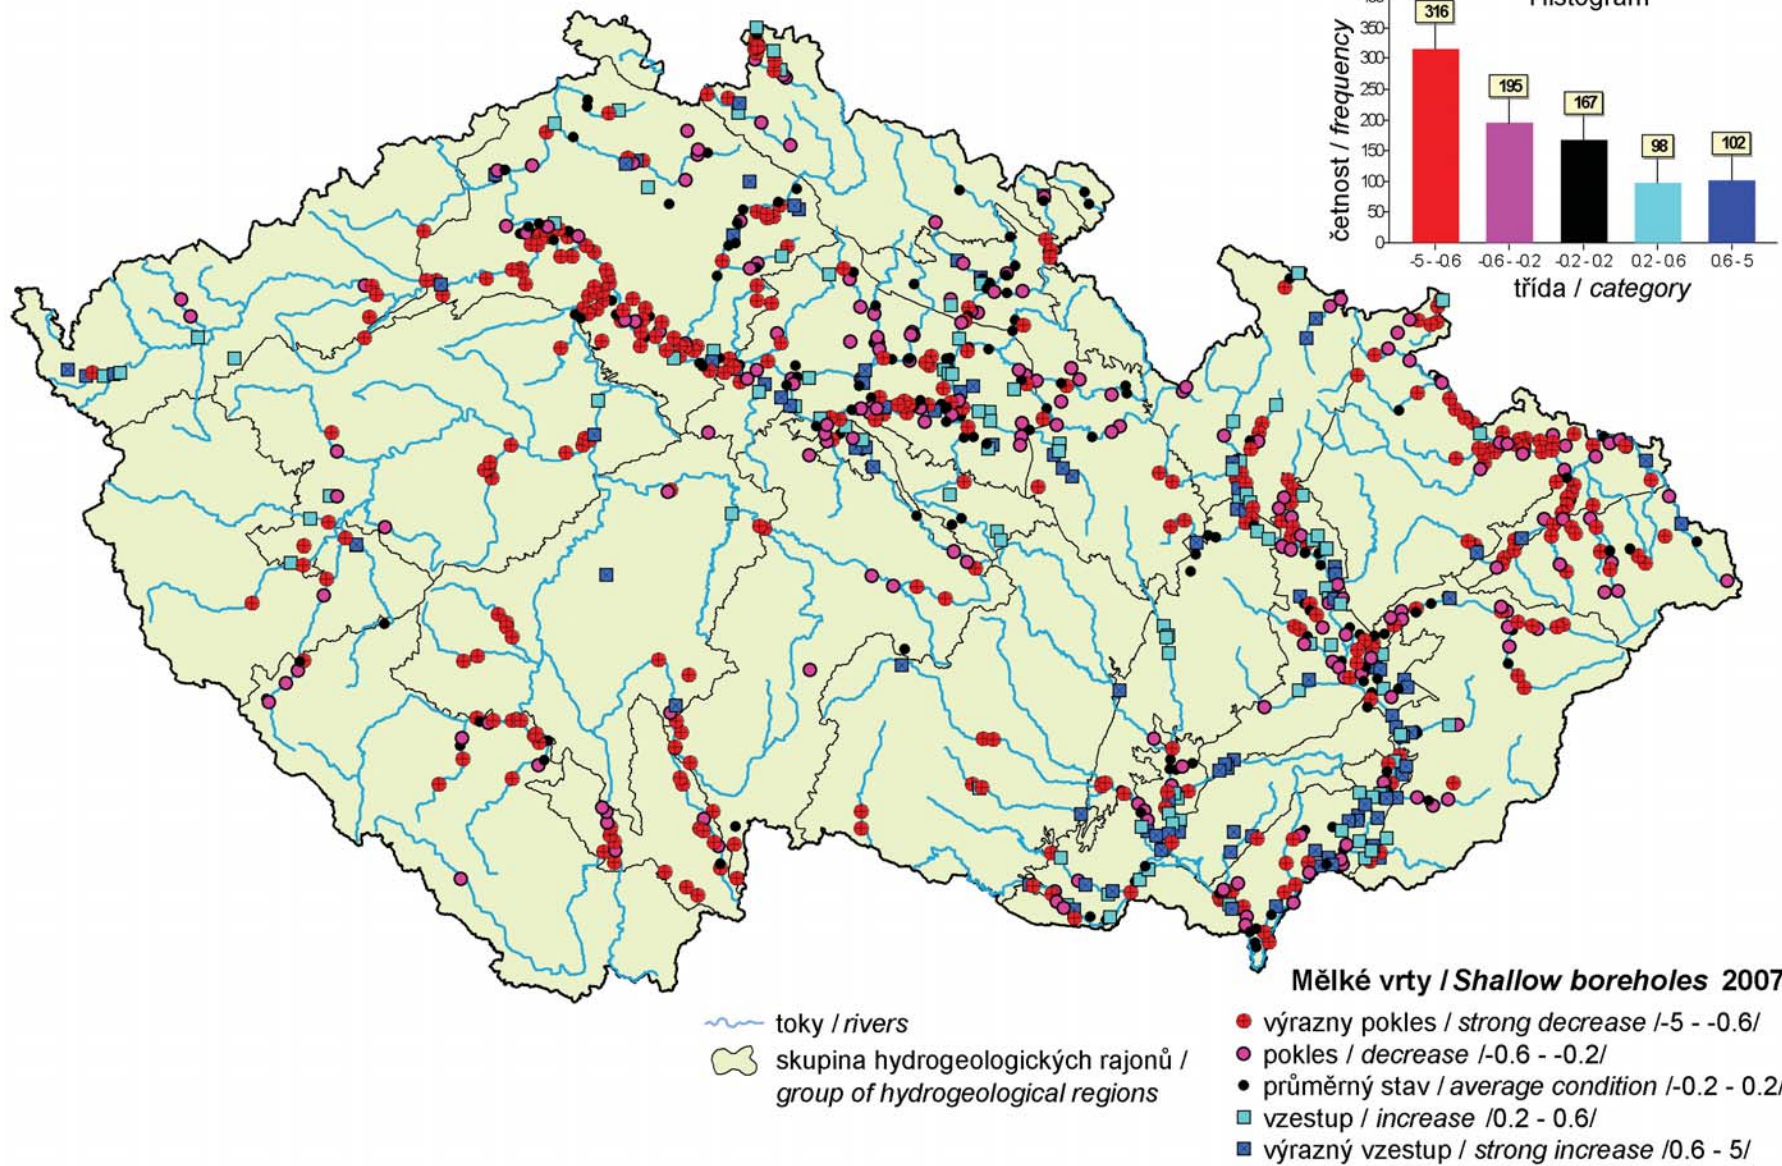 Histogram
316
350
300
195
250
167
200
150
98
102
100
50
0
četnost / frequency
-5 - -0.6
-0.6 - -0.2
-0.2 - 0.2
0.2 - 0.6
0.6 - 5
třída / category
Mělké vrty / Shallow boreholes 2007
toky / rivers
skupina hydrogeologických rajonů /
group of hydrogeological regions
výrazny pokles / strong decrease /-5 - -0.6/
pokles / decrease /-0.6 - -0.2/
průměrný stav / average condition /-0.2 - 0.2/
vzestup / increase /0.2 - 0.6/
výrazný vzestup / strong increase /0.6 - 5/